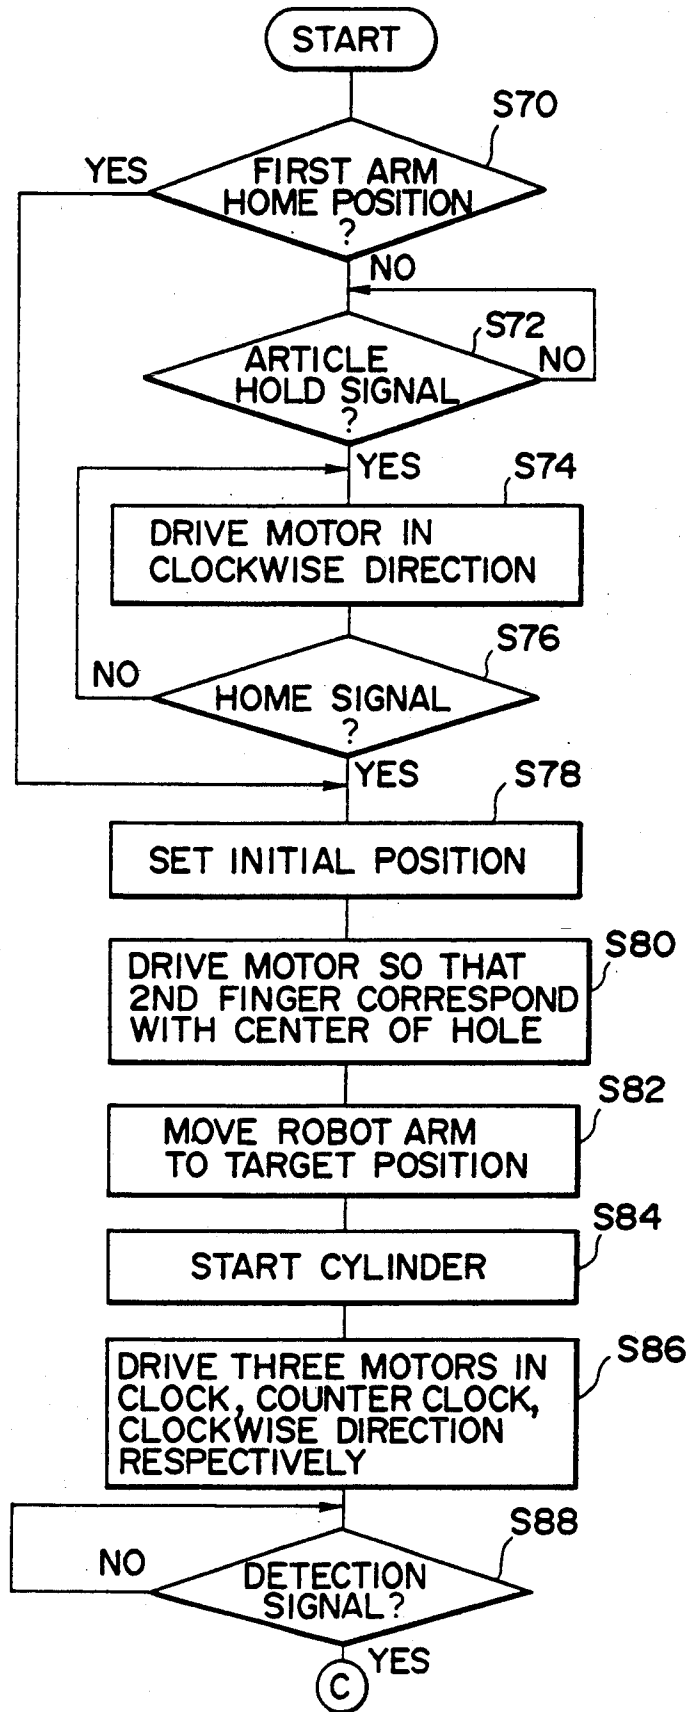 START
S70
YES
FIRST ARM
HOME POSITION
?
NO
S72
ARTICLE
HOLD SIGNAL
?
NO
YES
S74
DRIVE MOTOR IN
CLOCKWISE DIRECTION
S76
NO
HOME SIGNAL
?
YES
S78
SET INITIAL POSITION
S80
DRIVE MOTOR SO THAT
2ND FINGER CORRESPOND
WITH CENTER OF HOLE
S82
MOVE ROBOT ARM
TO TARGET POSITION
S84
START CYLINDER
S86
DRIVE THREE MOTORS IN
CLOCK, COUNTER CLOCK,
CLOCKWISE DIRECTION
RESPECTIVELY
S88
NO
DETECTION
SIGNAL?
YES
C